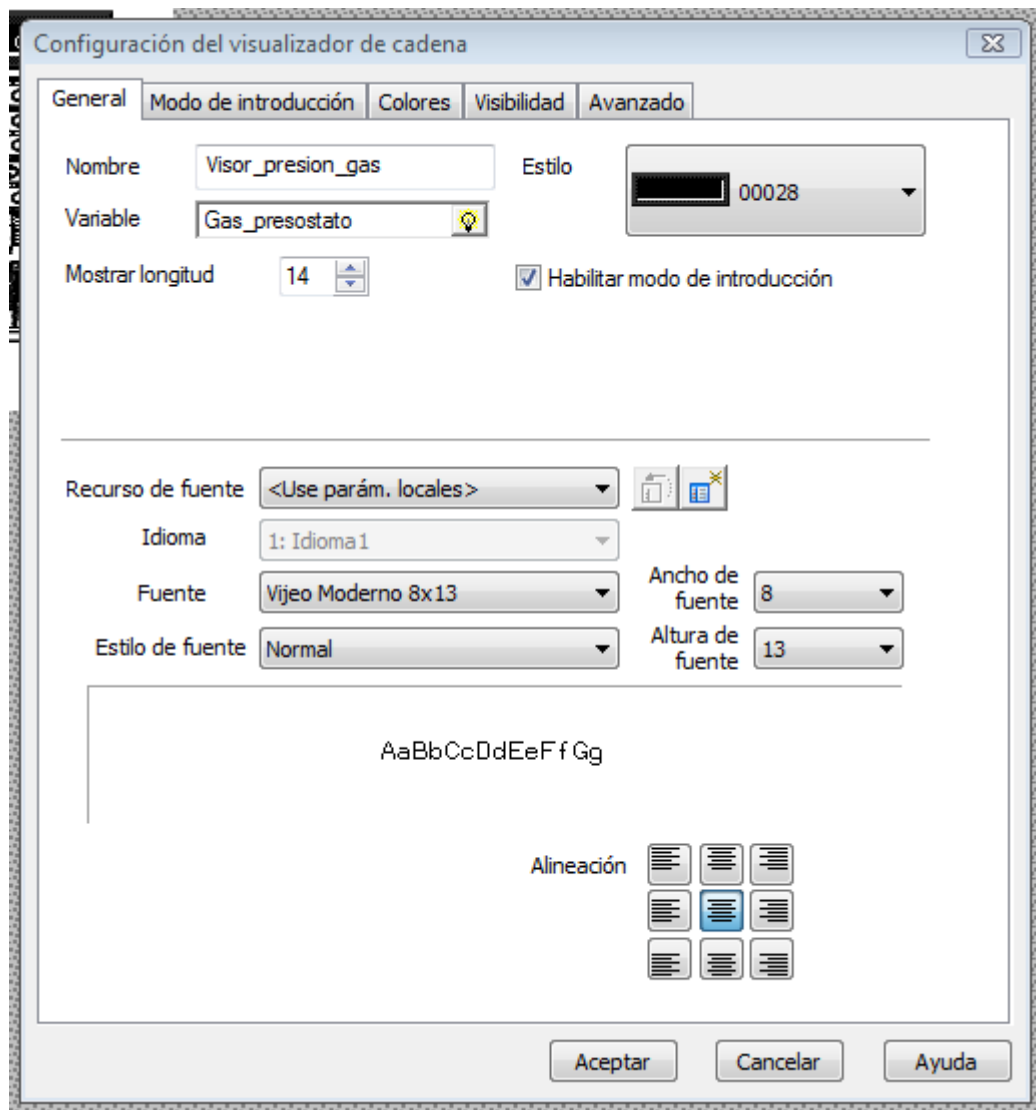 Configuración del visualizador de cadena
General Modo de introducción Colores Visibilidad Avanzado
Nombre Visor_presion_gas Estilo 00028
Variable Gas_presostato
Mostrar longitud 14 Habilitar modo de introducción
Recurso de fuente <Use parám. locales>
Idioma 1: Idioma1
Fuente Vijeo Moderno 8x13 Ancho de fuente 8
Estilo de fuente Normal Altura de fuente 13
AaBbCcDdEeFfGg
Alineación
Aceptar Cancelar Ayuda